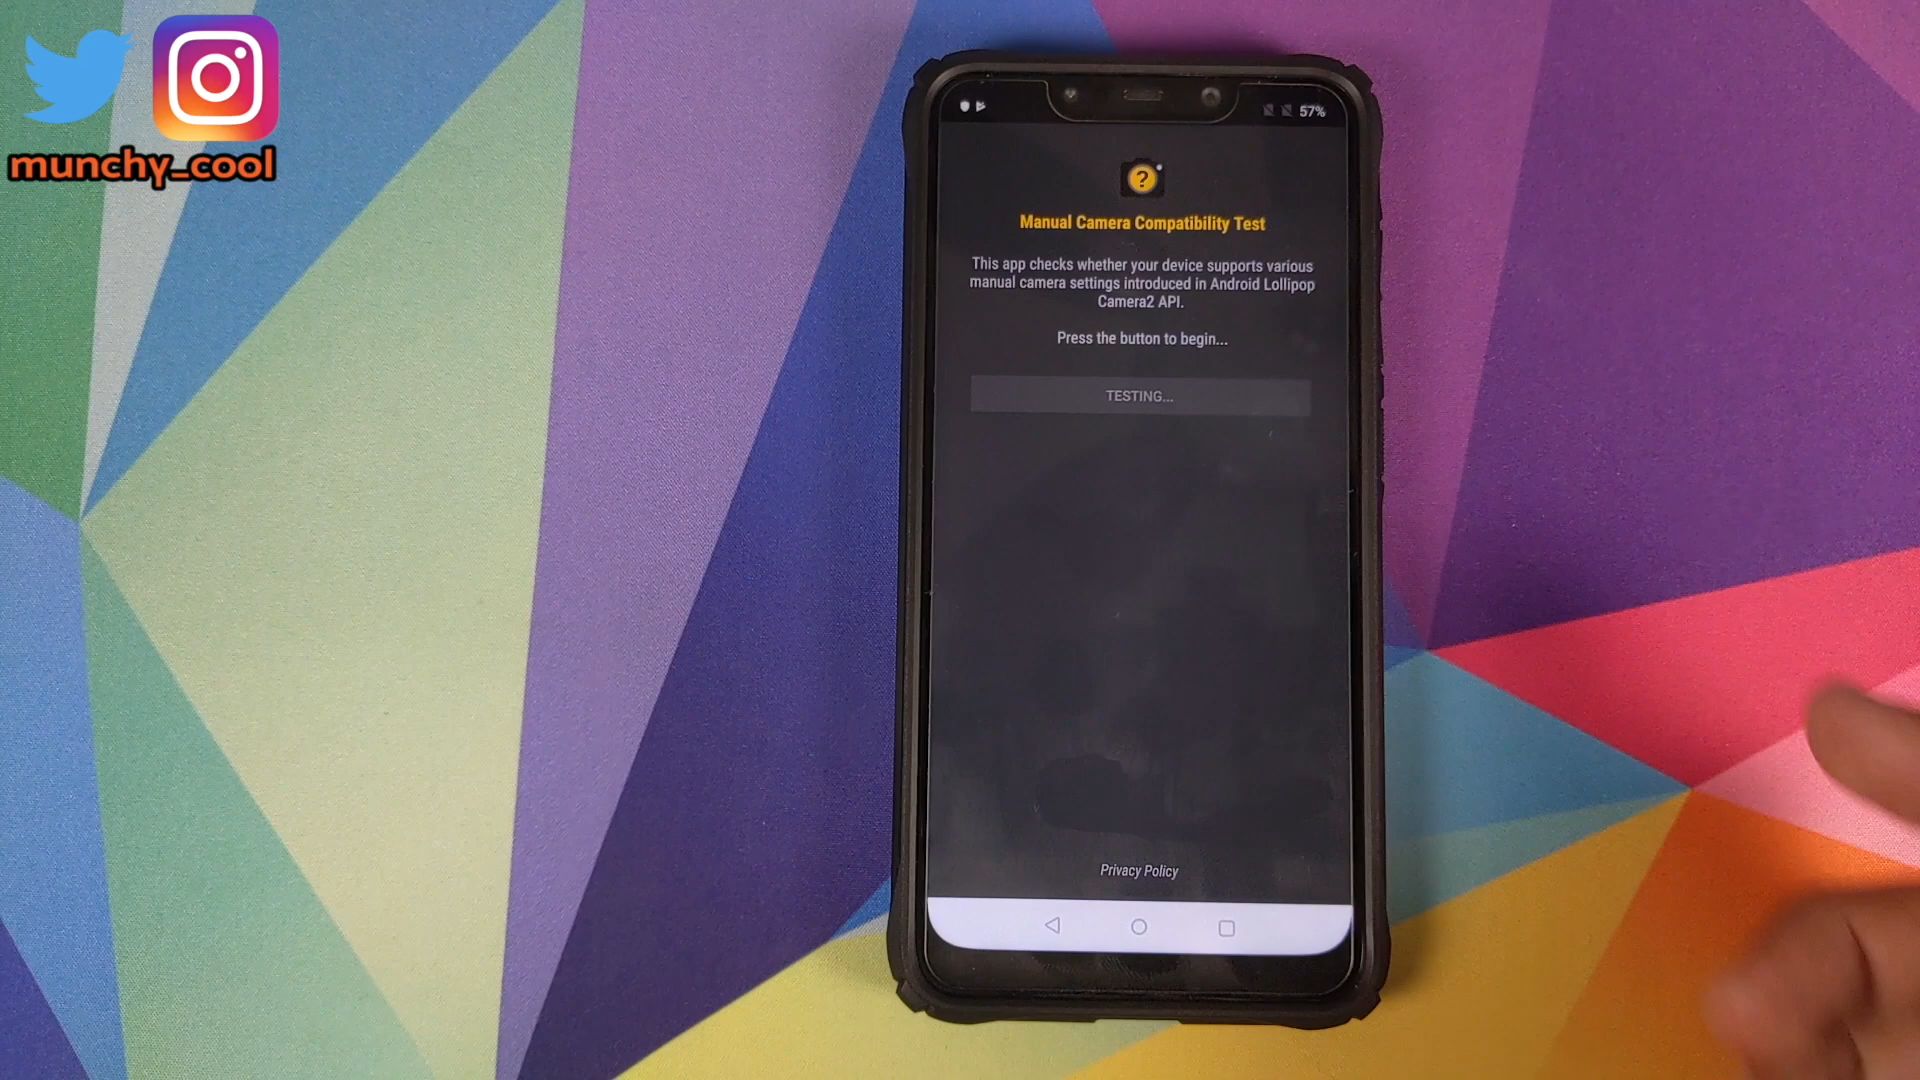 munchy_cool
57%
?
Manual Camera Compatibility Test
This app checks whether your device supports various
manual camera settings introduced in Android Lollipop
Camera2 API.
Press the button to begin...
TESTING...
Privacy Policy